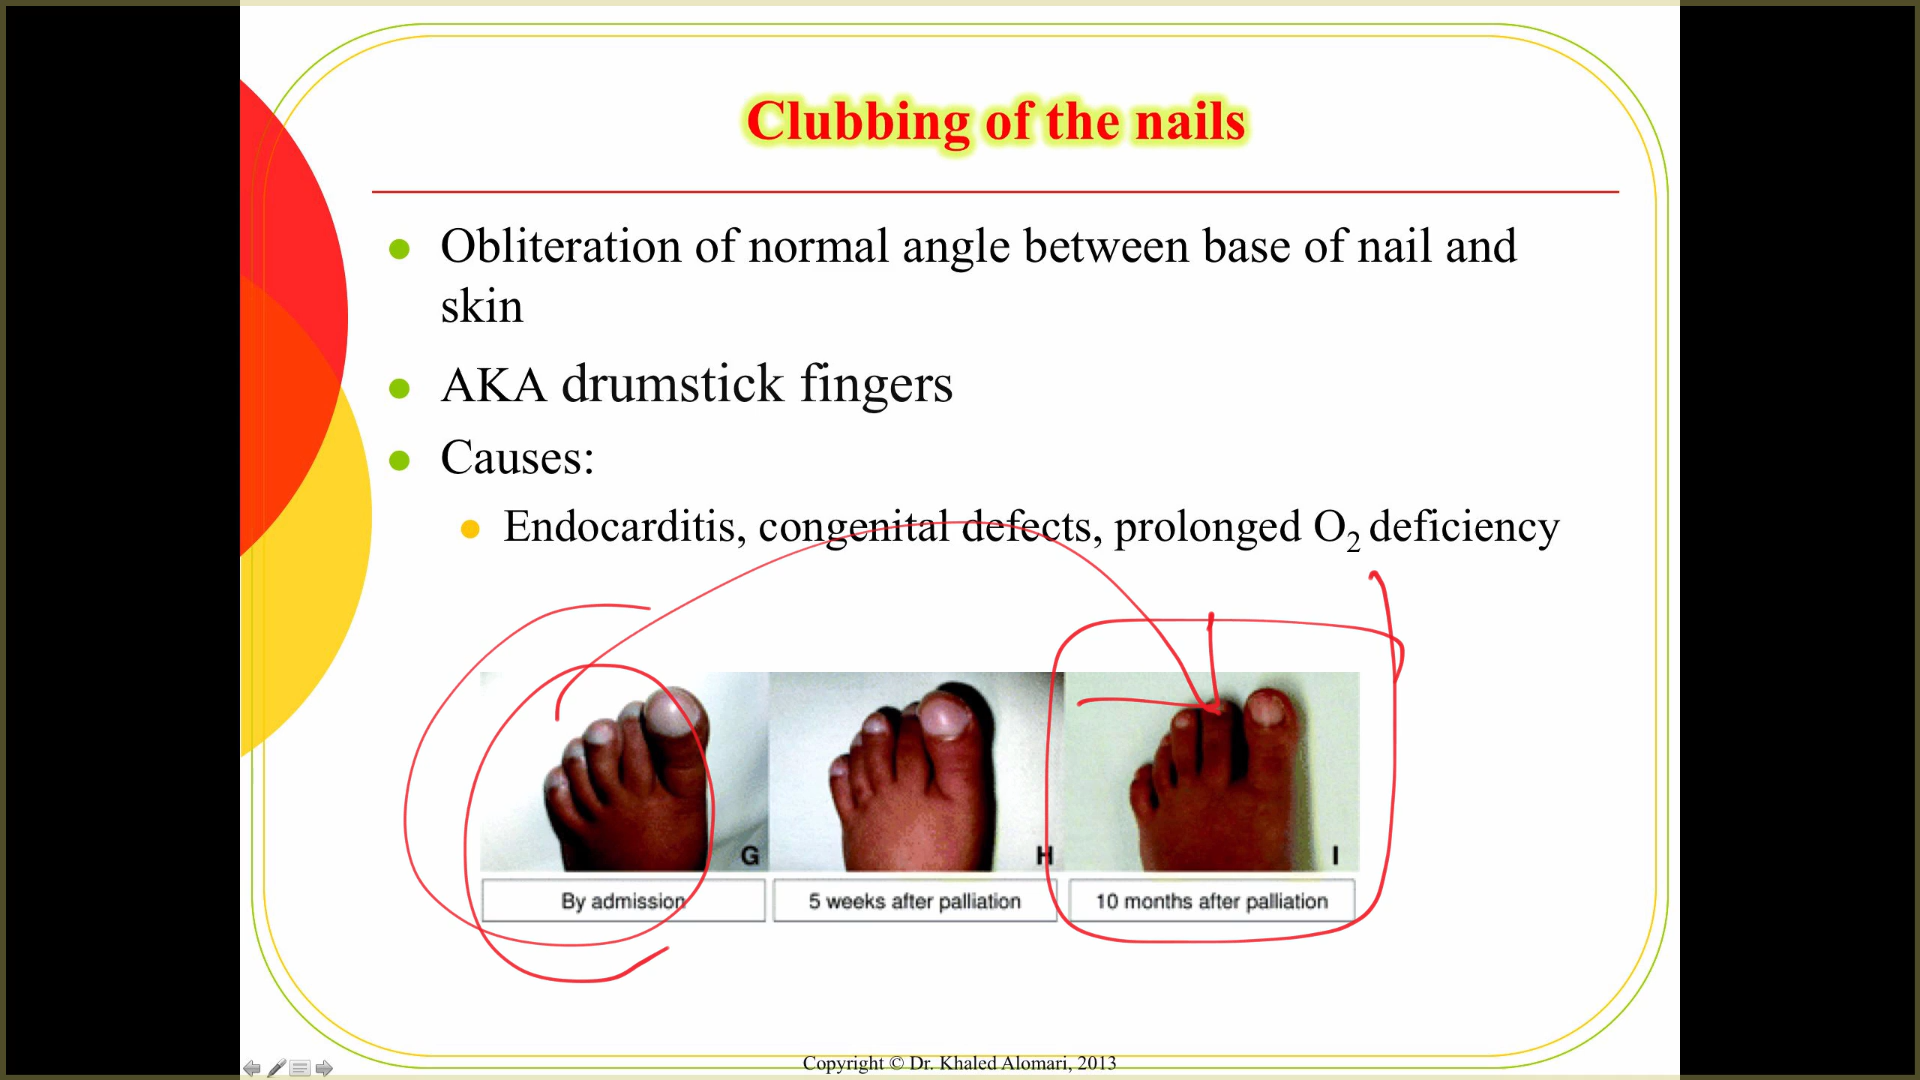 Clubbing of the nails
Obliteration of normal angle between base of nail and
skin
AKA drumstick fingers
Causes:
Endocarditis, congenital defects, prolonged O₂ deficiency
G
H
I
By admission
5 weeks after palliation
10 months after palliation
Copyright © Dr. Khaled Alomari, 2013